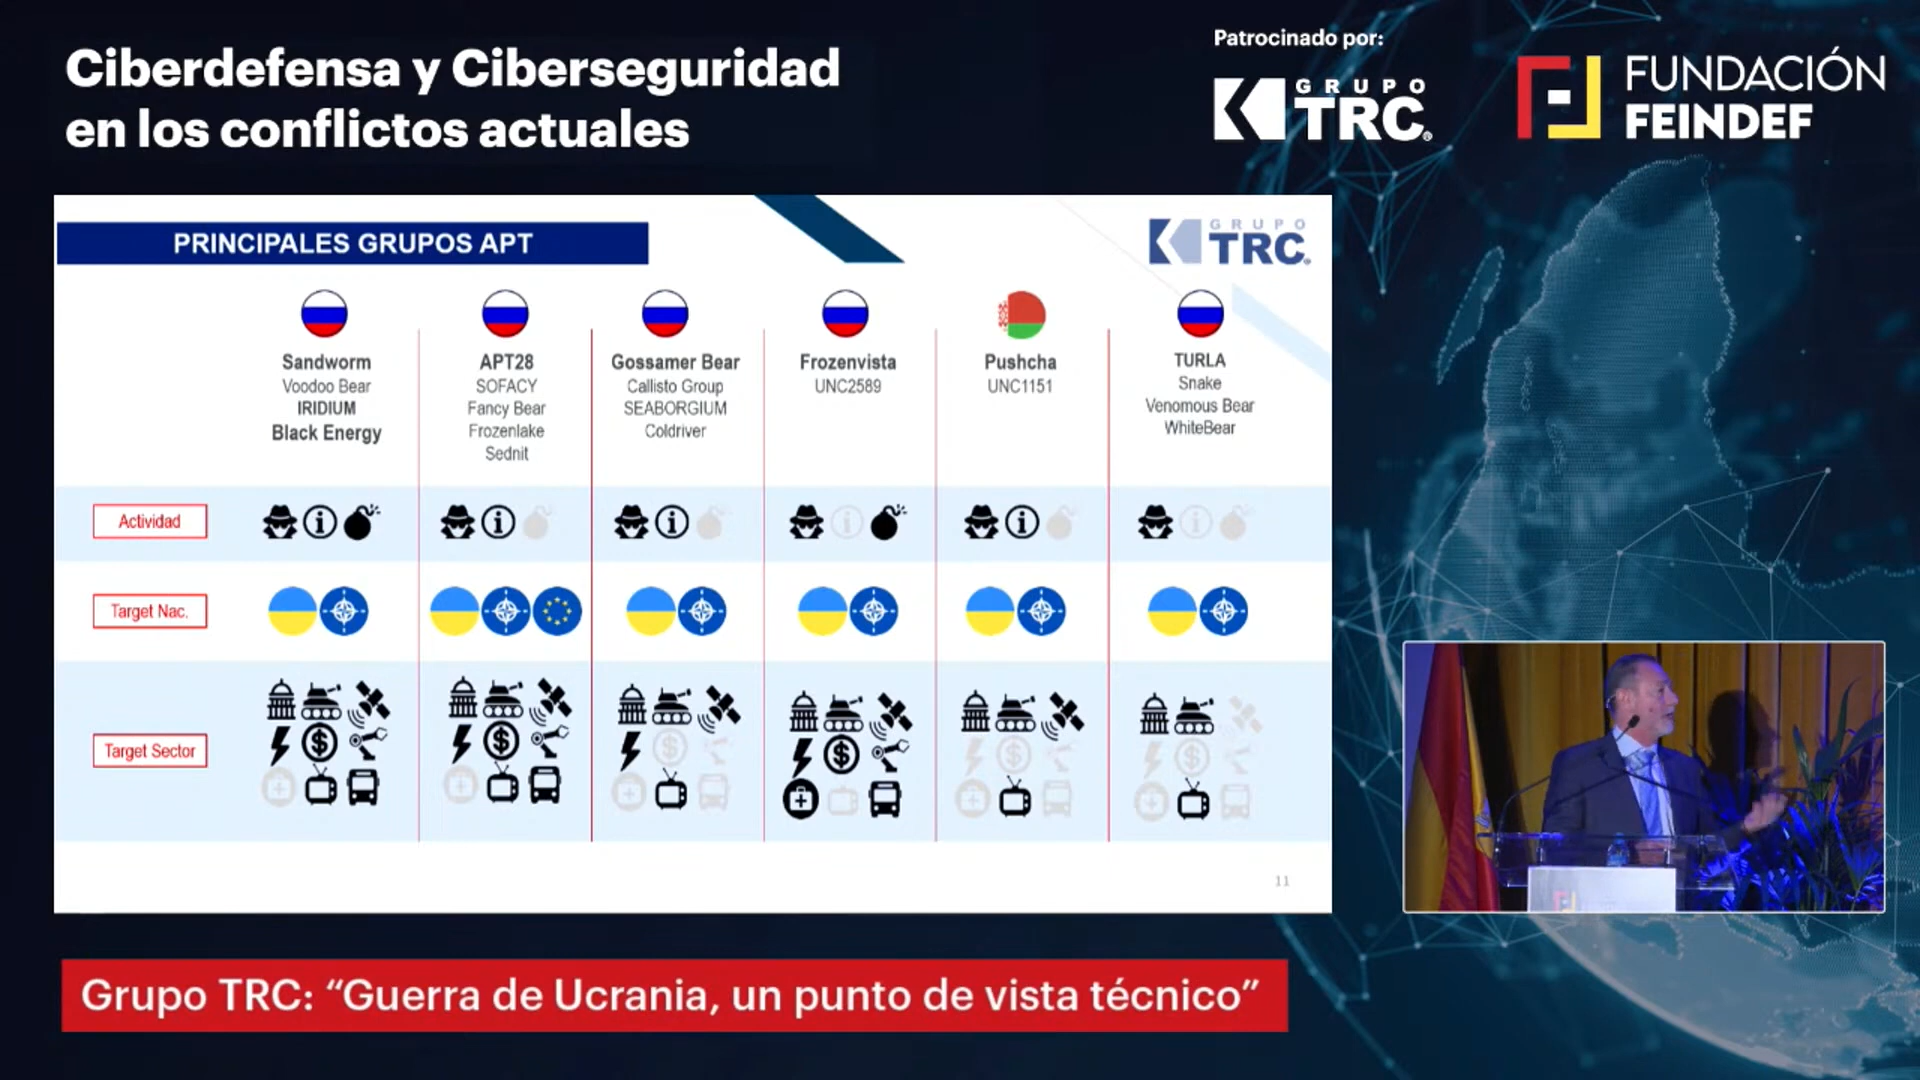 Ciberdefensa y Ciberseguridad
en los conflictos actuales
Patrocinado por:
GRUPO
TRC®
FUNDACIÓN
FEINDEF
PRINCIPALES GRUPOS APT
GRUPO
TRC®
Sandworm
Voodoo Bear
IRIDIUM
Black Energy
APT28
SOFACY
Fancy Bear
Frozenlake
Sednit
Gossamer Bear
Callisto Group
SEABORGIUM
Coldriver
Frozenvista
UNC2589
Pushcha
UNC1151
TURLA
Snake
Venomous Bear
WhiteBear
Actividad
Target Nac.
Target Sector
11
Grupo TRC: “Guerra de Ucrania, un punto de vista técnico”